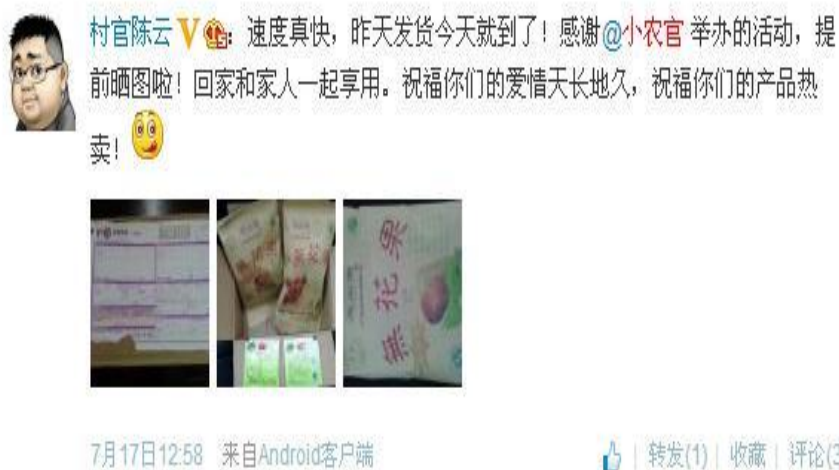 村官陈云V：速度真快，昨天发货今天就到了！感谢@小农官 举办的活动，提
前晒图啦！回家和家人一起享用。祝福你们的爱情天长地久，祝福你们的产品热
卖！
無花果
7月17日12:58 来自Android客户端 转发(1) | 收藏 | 评论(3